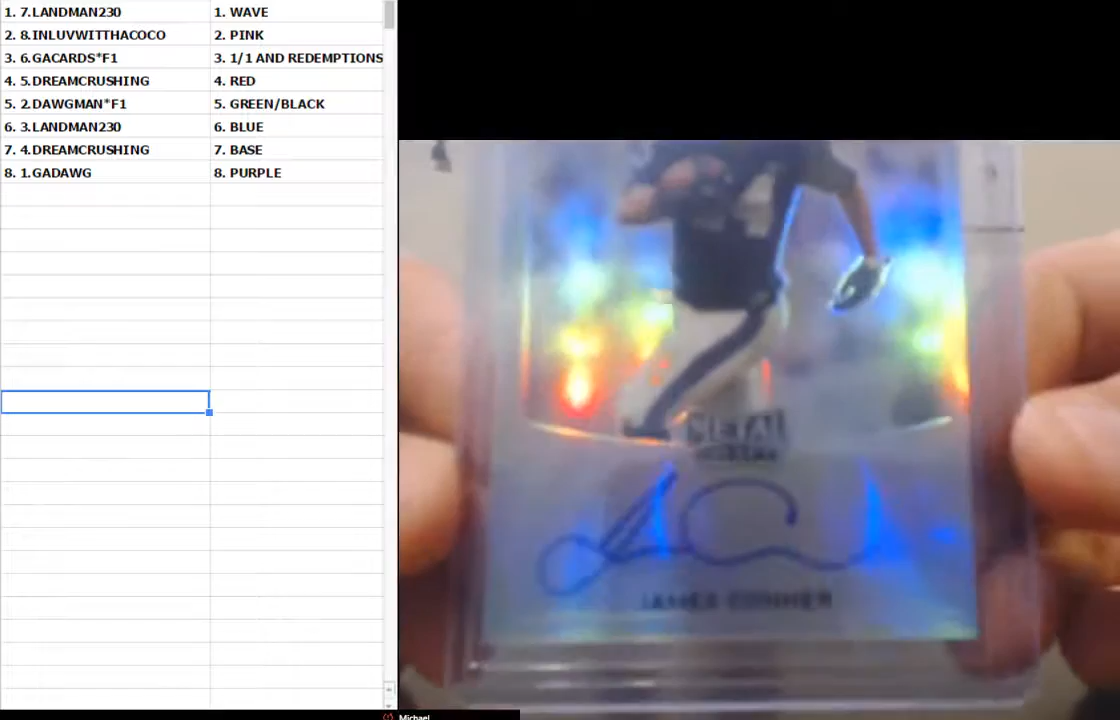 1. 7.LANDMAN230 1. WAVE
2. 8.INLUVWITTHACOCO 2. PINK
3. 6.GACARDS*F1 3. 1/1 AND REDEMPTIONS
4. 5.DREAMCRUSHING 4. RED
5. 2.DAWGMAN*F1 5. GREEN/BLACK
6. 3.LANDMAN230 6. BLUE
7. 4.DREAMCRUSHING 7. BASE
8. 1.GADAWG 8. PURPLE
METAL
JAMES CONNER
Michael